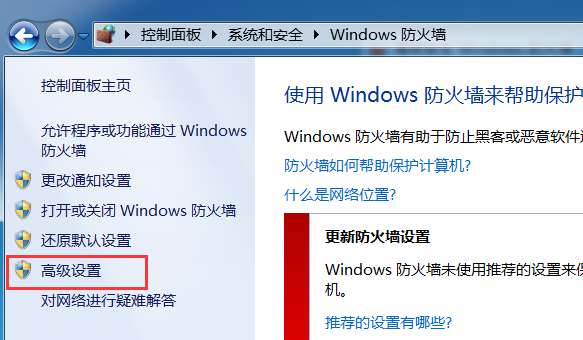 控制面板 系统和安全 Windows 防火墙
控制面板主页
允许程序或功能通过 Windows
防火墙
更改通知设置
打开或关闭 Windows 防火墙
还原默认设置
高级设置
对网络进行疑难解答
使用 Windows 防火墙来帮助保护
Windows 防火墙有助于防止黑客或恶意软件
防火墙如何帮助保护计算机?
什么是网络位置?
更新防火墙设置
Windows 防火墙未使用推荐的设置来保
机。
推荐的设置有哪些?